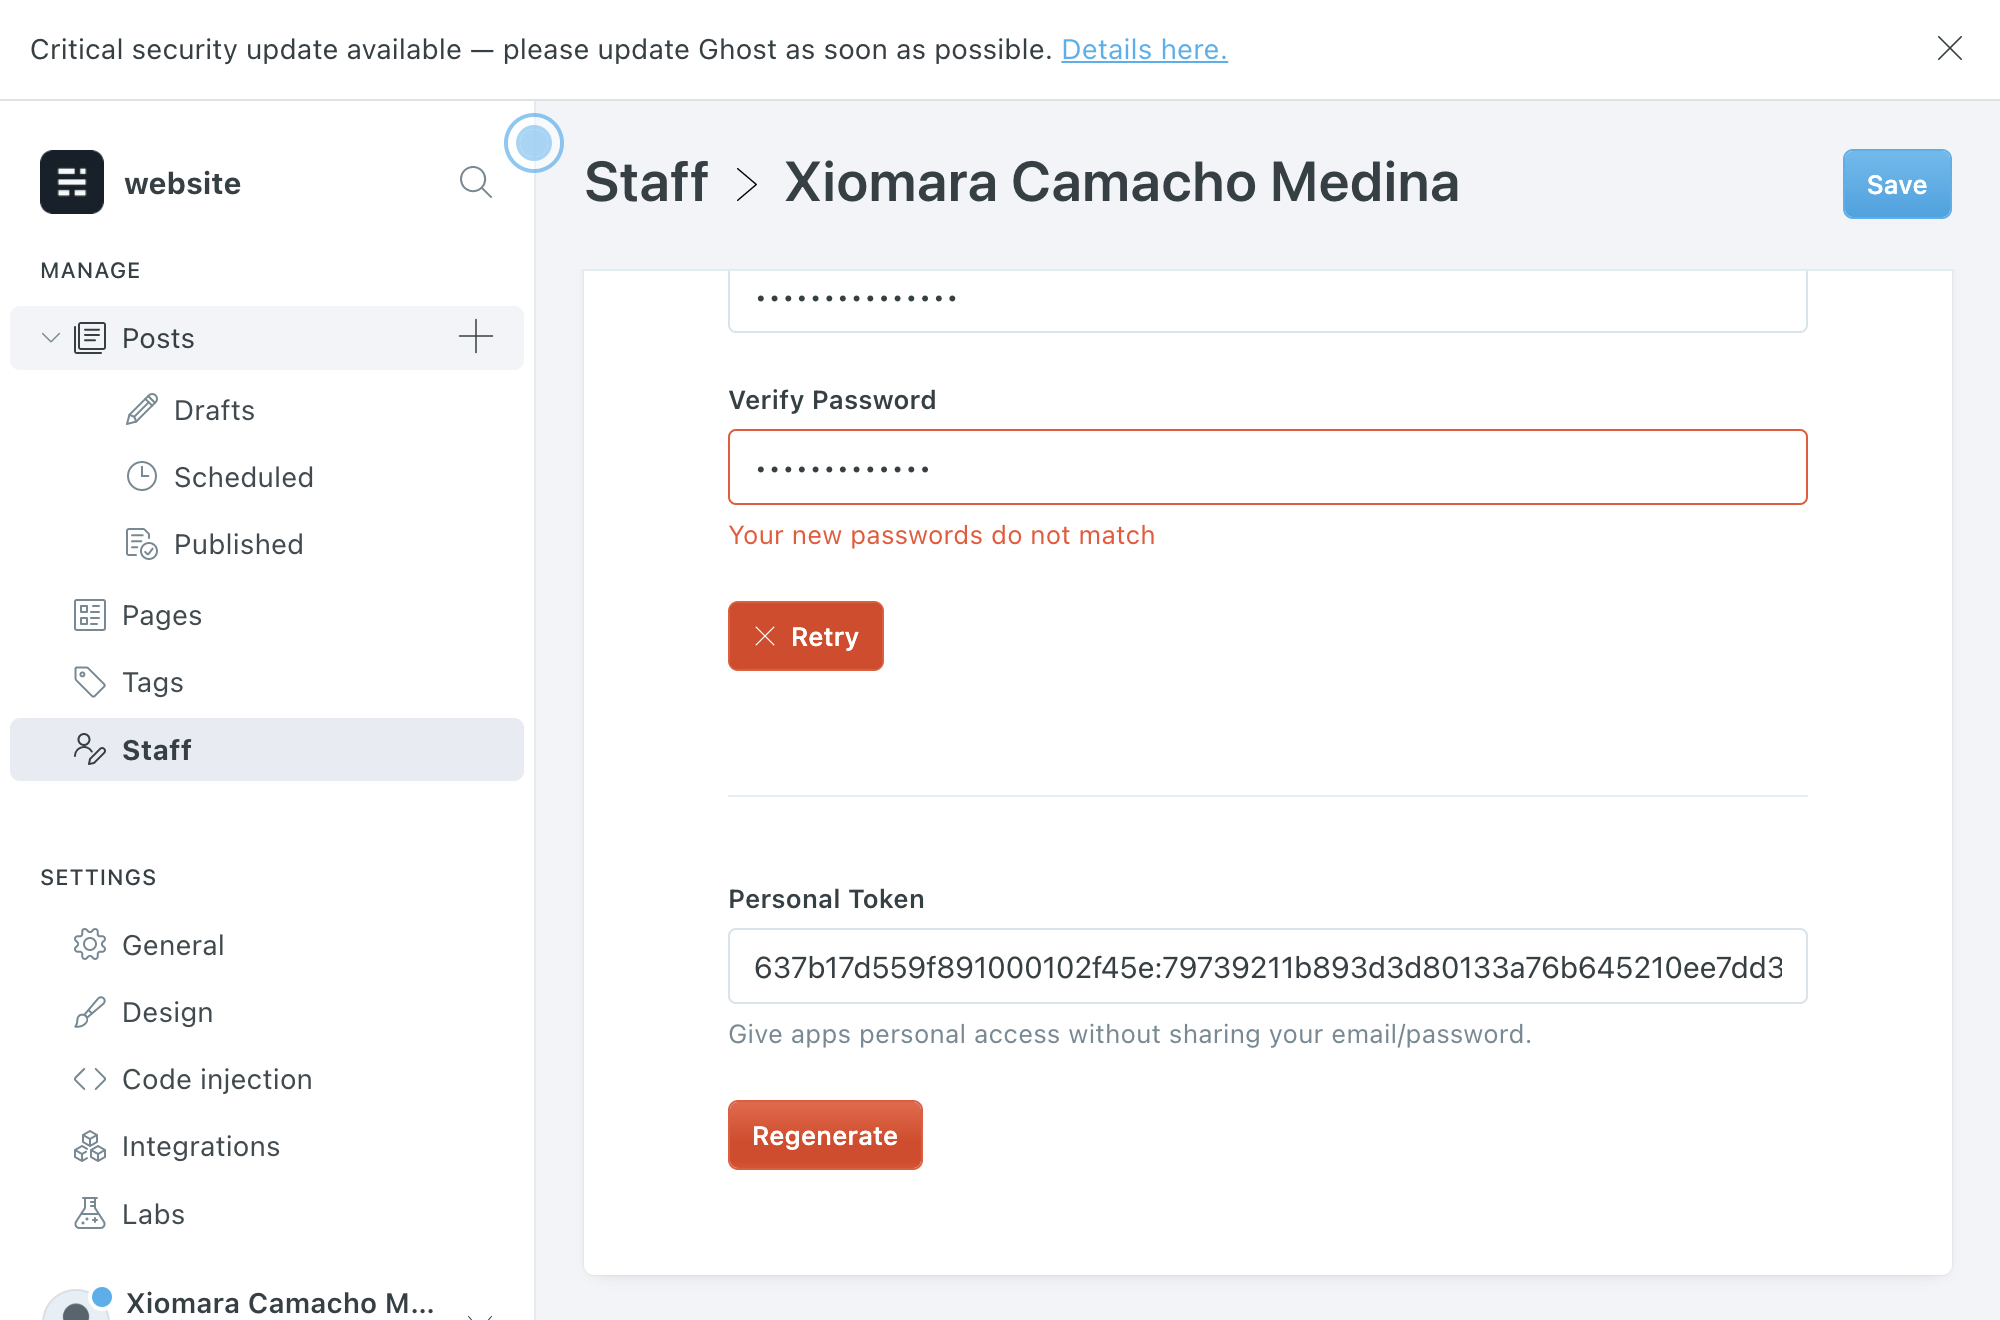 Critical security update available — please update Ghost as soon as possible. Details here.
website
MANAGE
Posts
Drafts
Scheduled
Published
Pages
Tags
Staff
SETTINGS
General
Design
Code injection
Integrations
Labs
Xiomara Camacho M...
Staff > Xiomara Camacho Medina
Save
•••••••••••••••
Verify Password
•••••••••••••
Your new passwords do not match
Retry
Personal Token
637b17d559f891000102f45e:79739211b893d3d80133a76b645210ee7dd3
Give apps personal access without sharing your email/password.
Regenerate